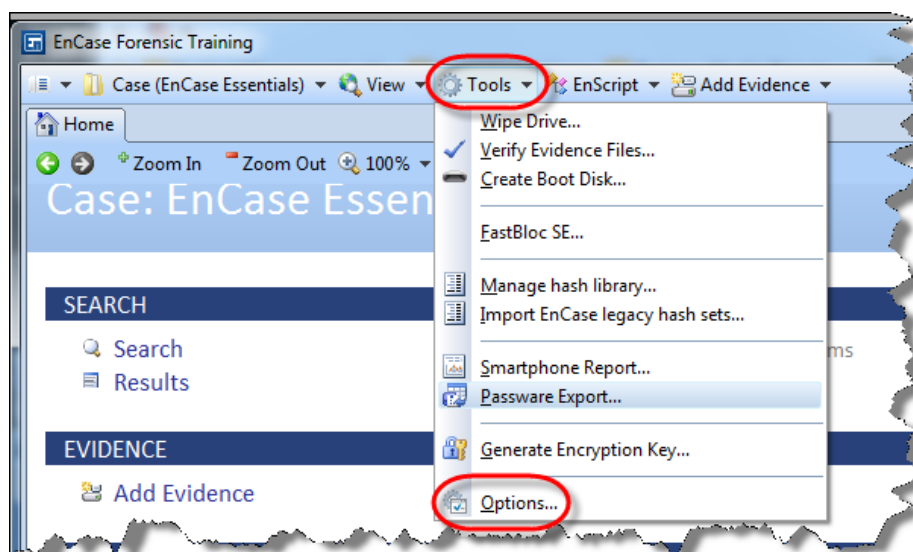 EnCase Forensic Training
Case (EnCase Essentials) View Tools EnScript Add Evidence
Home
Zoom In Zoom Out 100%
Case: EnCase Essen
Wipe Drive...
Verify Evidence Files...
Create Boot Disk...
FastBloc SE...
Manage hash library...
Import EnCase legacy hash sets...
Smartphone Report...
Passware Export...
Generate Encryption Key...
Options...
SEARCH
Search
Results
EVIDENCE
Add Evidence